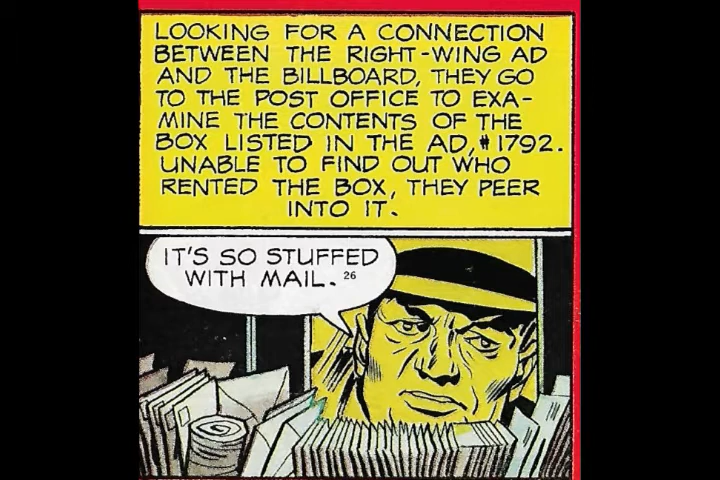 LOOKING FOR A CONNECTION
BETWEEN THE RIGHT-WING AD
AND THE BILLBOARD, THEY GO
TO THE POST OFFICE TO EXA-
MINE THE CONTENTS OF THE
BOX LISTED IN THE AD, #1792.
UNABLE TO FIND OUT WHO
RENTED THE BOX, THEY PEER
INTO IT.
IT'S SO STUFFED
WITH MAIL. 26